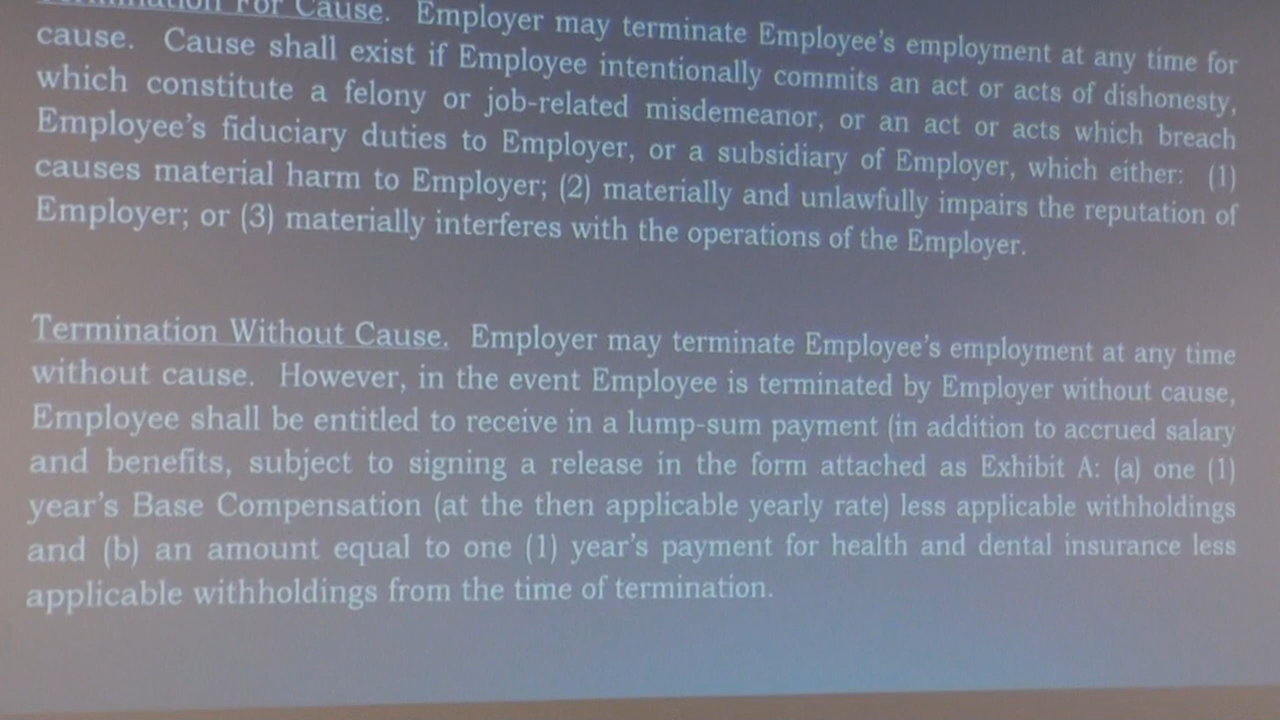 Termination For Cause. Employer may terminate Employee's employment at any time for
cause. Cause shall exist if Employee intentionally commits an act or acts of dishonesty,
which constitute a felony or job-related misdemeanor, or an act or acts which breach
Employee's fiduciary duties to Employer, or a subsidiary of Employer, which either: (1)
causes material harm to Employer; (2) materially and unlawfully impairs the reputation of
Employer; or (3) materially interferes with the operations of the Employer.
Termination Without Cause. Employer may terminate Employee's employment at any time
without cause. However, in the event Employee is terminated by Employer without cause,
Employee shall be entitled to receive in a lump-sum payment (in addition to accrued salary
and benefits, subject to signing a release in the form attached as Exhibit A: (a) one (1)
year's Base Compensation (at the then applicable yearly rate) less applicable withholdings
and (b) an amount equal to one (1) year's payment for health and dental insurance less
applicable withholdings from the time of termination.